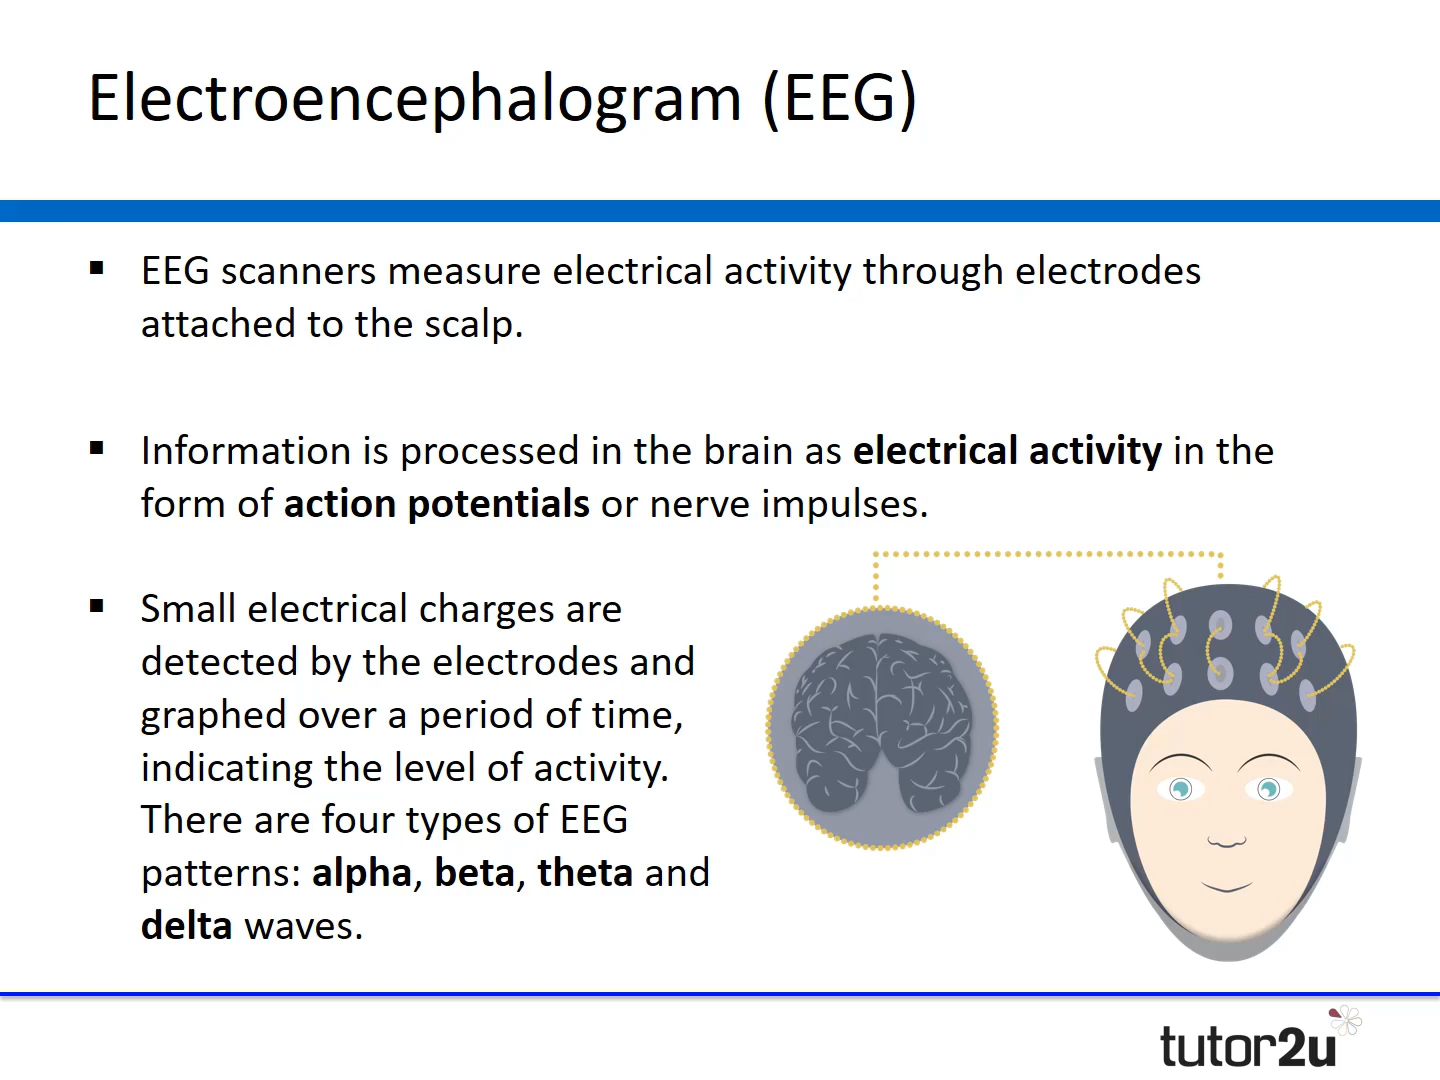 Electroencephalogram (EEG)
▪ EEG scanners measure electrical activity through electrodes
attached to the scalp.
▪ Information is processed in the brain as electrical activity in the
form of action potentials or nerve impulses.
▪ Small electrical charges are
detected by the electrodes and
graphed over a period of time,
indicating the level of activity.
There are four types of EEG
patterns: alpha, beta, theta and
delta waves.
tutor2u